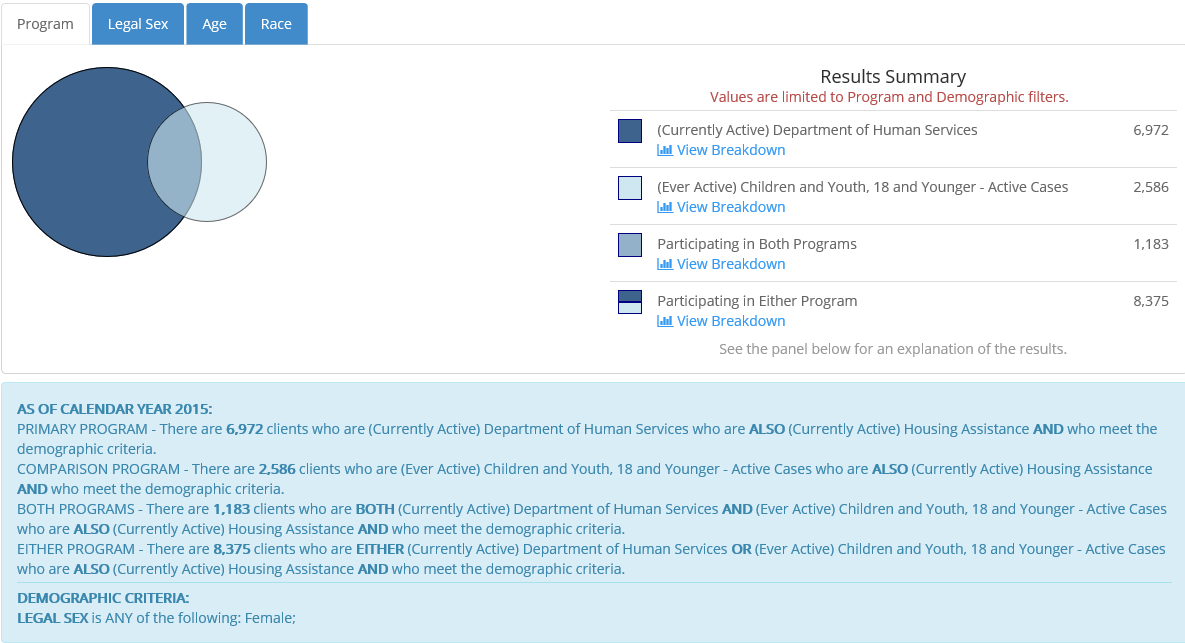 Program Legal Sex Age Race
Results Summary
Values are limited to Program and Demographic filters.
(Currently Active) Department of Human Services 6,972
View Breakdown
(Ever Active) Children and Youth, 18 and Younger - Active Cases 2,586
View Breakdown
Participating in Both Programs 1,183
View Breakdown
Participating in Either Program 8,375
View Breakdown
See the panel below for an explanation of the results.
AS OF CALENDAR YEAR 2015:
PRIMARY PROGRAM - There are 6,972 clients who are (Currently Active) Department of Human Services who are ALSO (Currently Active) Housing Assistance AND who meet the
demographic criteria.
COMPARISON PROGRAM - There are 2,586 clients who are (Ever Active) Children and Youth, 18 and Younger - Active Cases who are ALSO (Currently Active) Housing Assistance
AND who meet the demographic criteria.
BOTH PROGRAMS - There are 1,183 clients who are BOTH (Currently Active) Department of Human Services AND (Ever Active) Children and Youth, 18 and Younger - Active Cases
who are ALSO (Currently Active) Housing Assistance AND who meet the demographic criteria.
EITHER PROGRAM - There are 8,375 clients who are EITHER (Currently Active) Department of Human Services OR (Ever Active) Children and Youth, 18 and Younger - Active Cases
who are ALSO (Currently Active) Housing Assistance AND who meet the demographic criteria.
DEMOGRAPHIC CRITERIA:
LEGAL SEX is ANY of the following: Female;